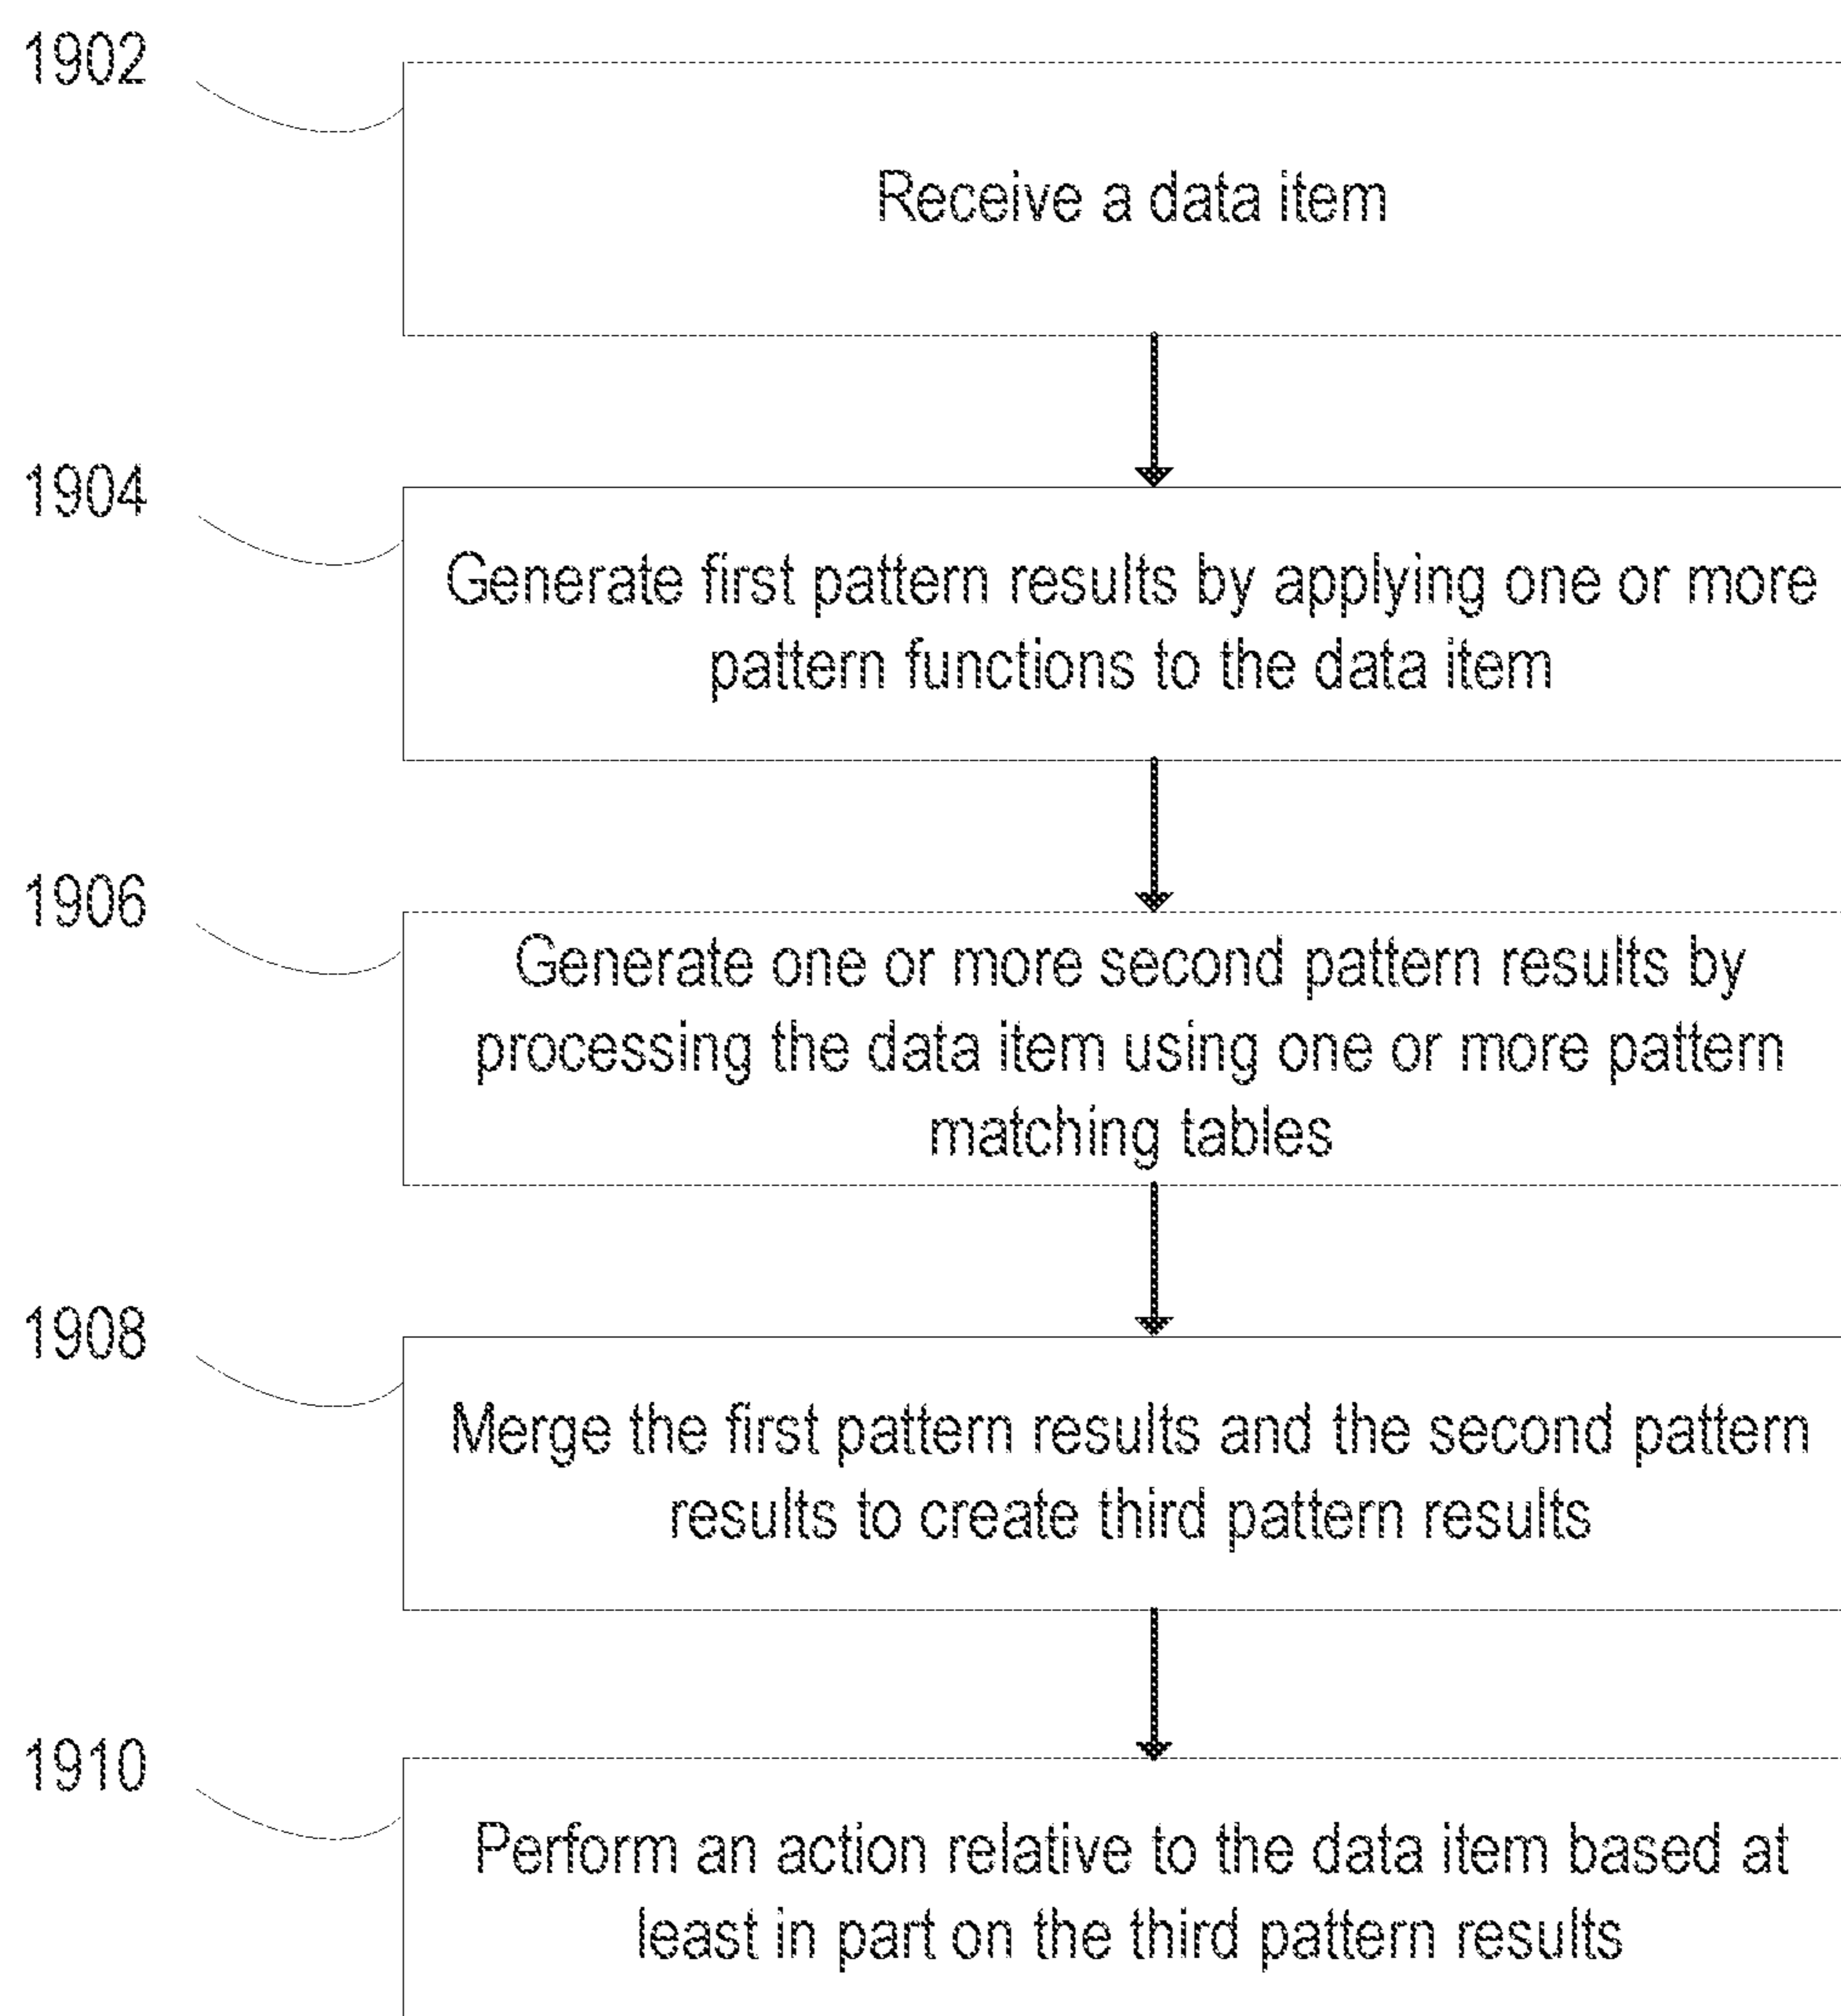 1902
Receive a data item
1904
Generate first pattern results by applying one or more
pattern functions to the data item
1906
Generate one or more second pattern results by
processing the data item using one or more pattern
matching tables
1908
Merge the first pattern results and the second pattern
results to create third pattern results
1910
Perform an action relative to the data item based at
least in part on the third pattern results